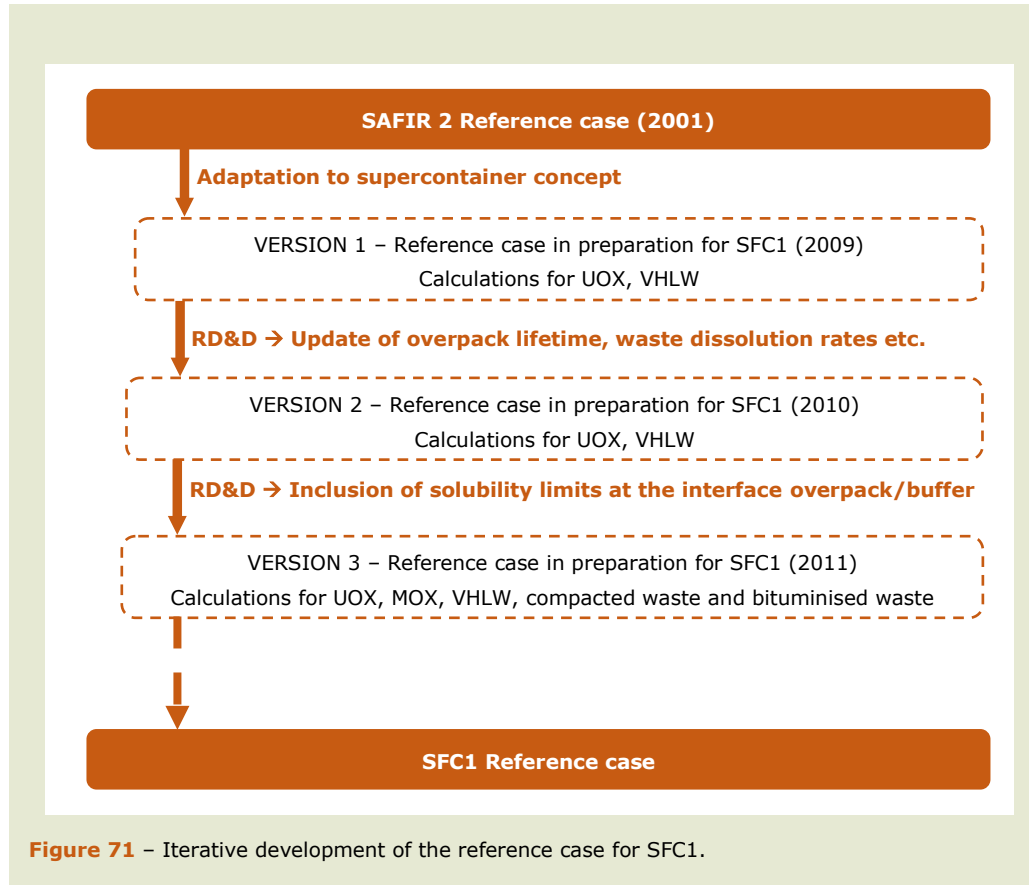 SAFIR 2 Reference case (2001)
Adaptation to supercontainer concept
VERSION 1 – Reference case in preparation for SFC1 (2009)
Calculations for UOX, VHLW
RD&D → Update of overpack lifetime, waste dissolution rates etc.
VERSION 2 – Reference case in preparation for SFC1 (2010)
Calculations for UOX, VHLW
RD&D → Inclusion of solubility limits at the interface overpack/buffer
VERSION 3 – Reference case in preparation for SFC1 (2011)
Calculations for UOX, MOX, VHLW, compacted waste and bituminised waste
SFC1 Reference case
Figure 71 – Iterative development of the reference case for SFC1.